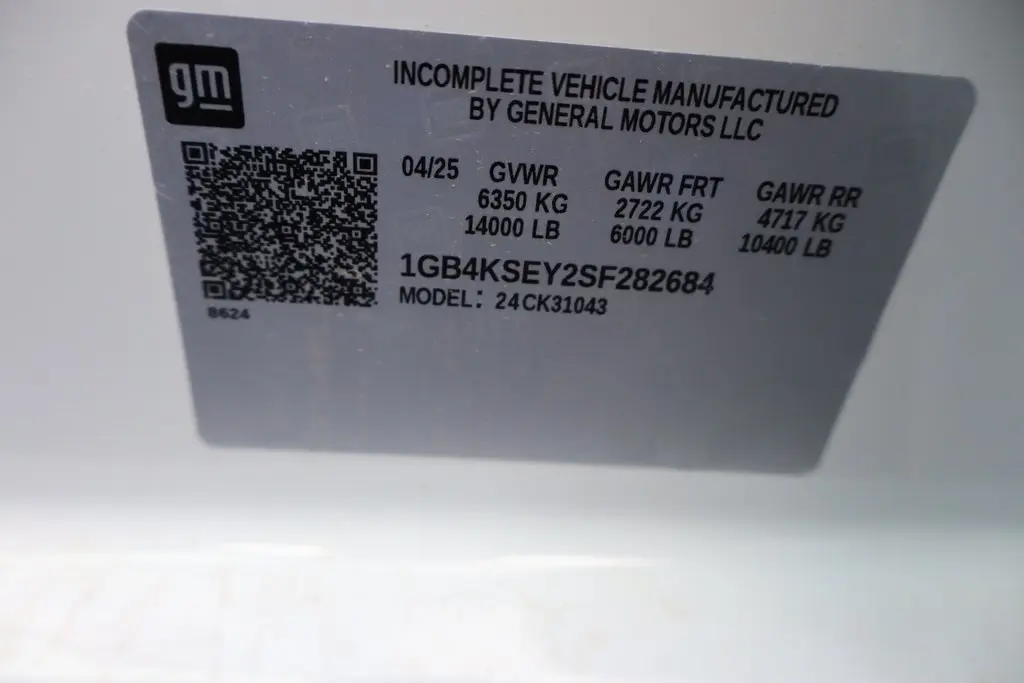 gm
INCOMPLETE VEHICLE MANUFACTURED
BY GENERAL MOTORS LLC
04/25 GVWR GAWR FRT GAWR RR
6350 KG 2722 KG 4717 KG
14000 LB 6000 LB 10400 LB
1GB4KSEY2SF282684
MODEL: 24CK31043
8624